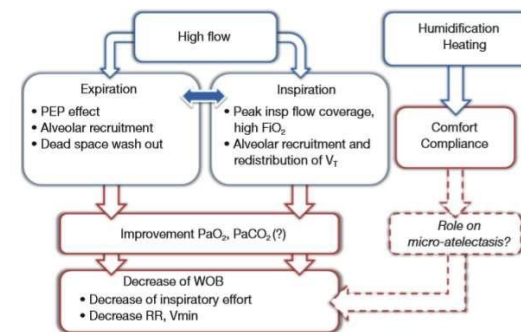 High flow
Humidification
Heating
Expiration
• PEP effect
• Alveolar recruitment
• Dead space wash out
Inspiration
• Peak insp flow coverage,
high FiO2
• Alveolar recruitment and
redistribution of VT
Comfort
Compliance
Improvement PaO2, PaCO2 (?)
Role on
micro-atelectasis?
Decrease of WOB
• Decrease of inspiratory effort
• Decrease RR, Vmin